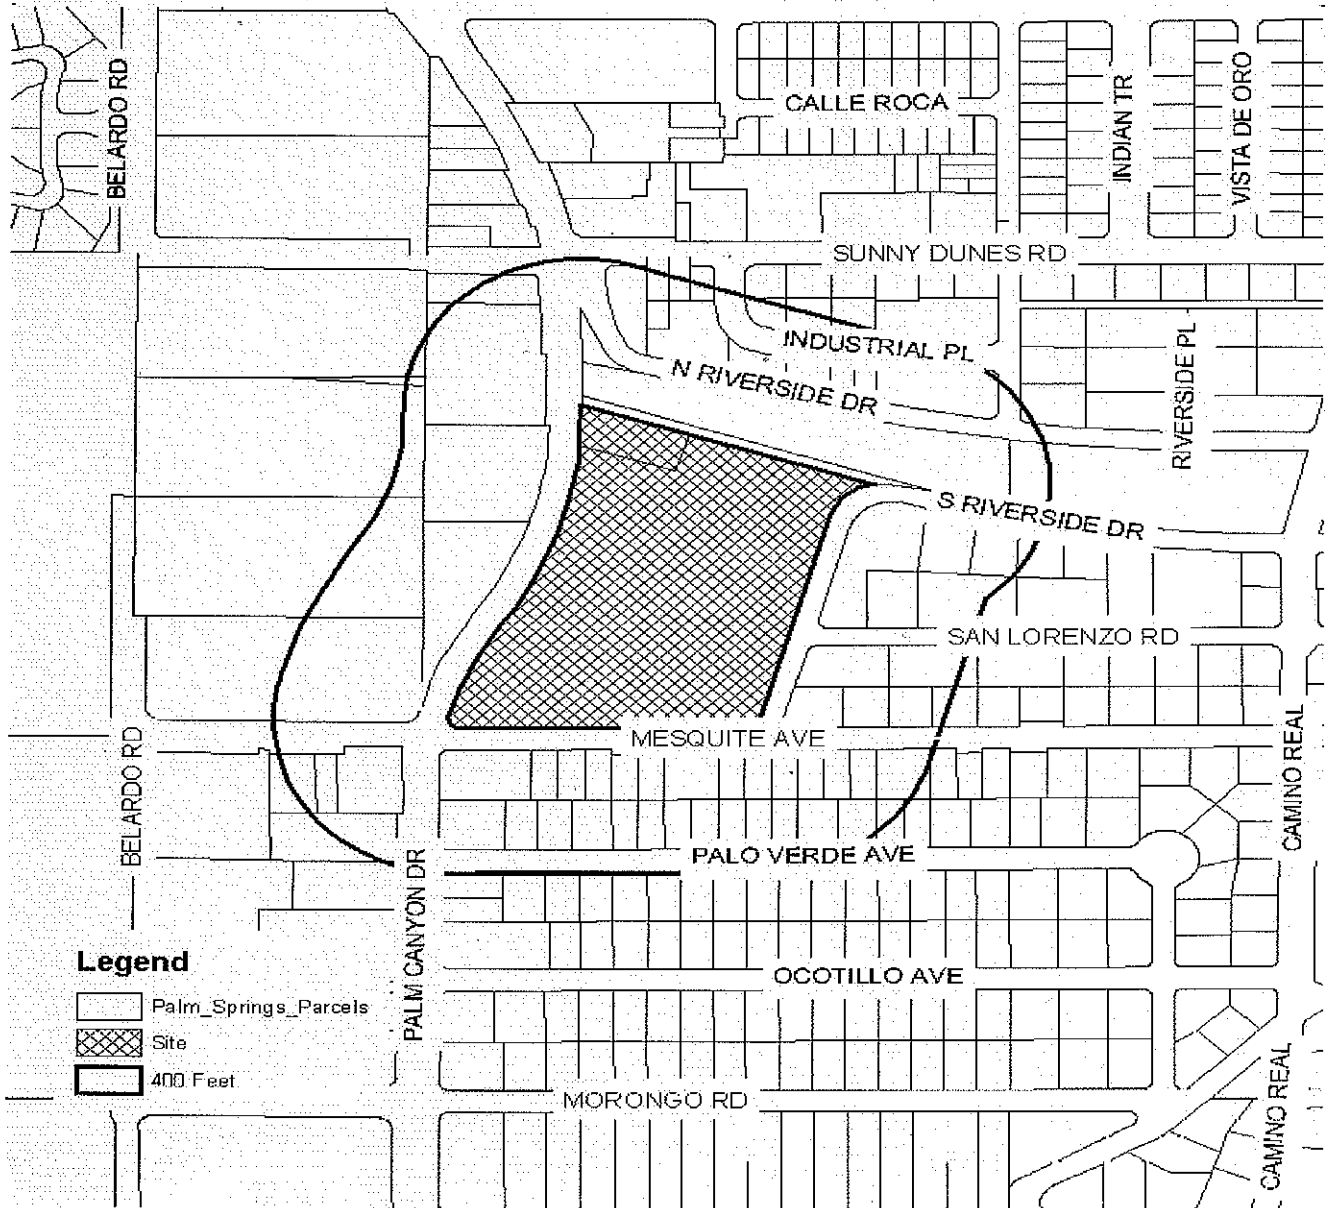 BELARDO RD
CALLE ROCA
INDIAN TR
VISTA DE ORO
SUNNY DUNES RD
INDUSTRIAL PL
N RIVERSIDE DR
RIVERSIDE PL
S RIVERSIDE DR
SAN LORENZO RD
MESQUITE AVE
BELARDO RD
CAMINO REAL
PALO VERDE AVE
PALM CANYON DR
OCOTILLO AVE
MORONGO RD
CAMINO REAL
Legend
Palm_Springs_Parcels
Site
400 Feet